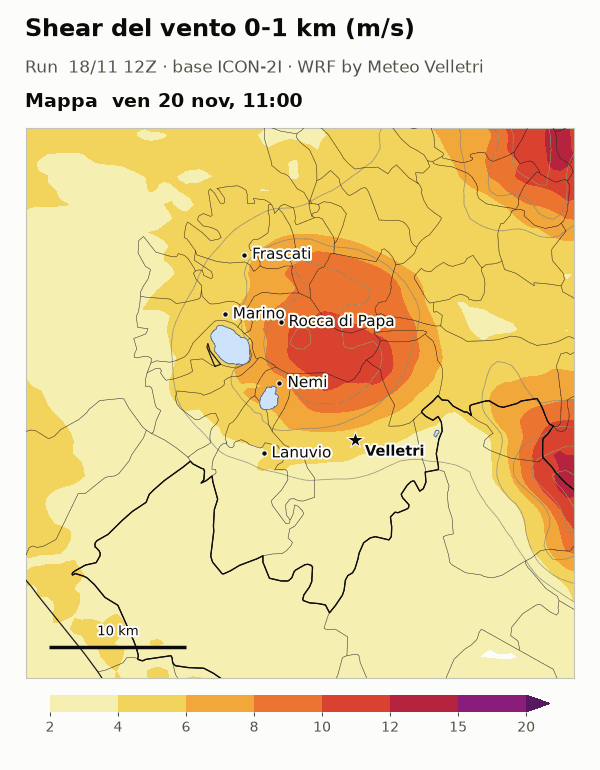 Shear del vento 0-1 km (m/s)
Run 18/11 12Z · base ICON-2I · WRF by Meteo Velletri
Mappa ven 20 nov, 11:00
Frascati
Marino
Rocca di Papa
Nemi
Velletri
Lanuvio
10 km
2 4 6 8 10 12 15 20